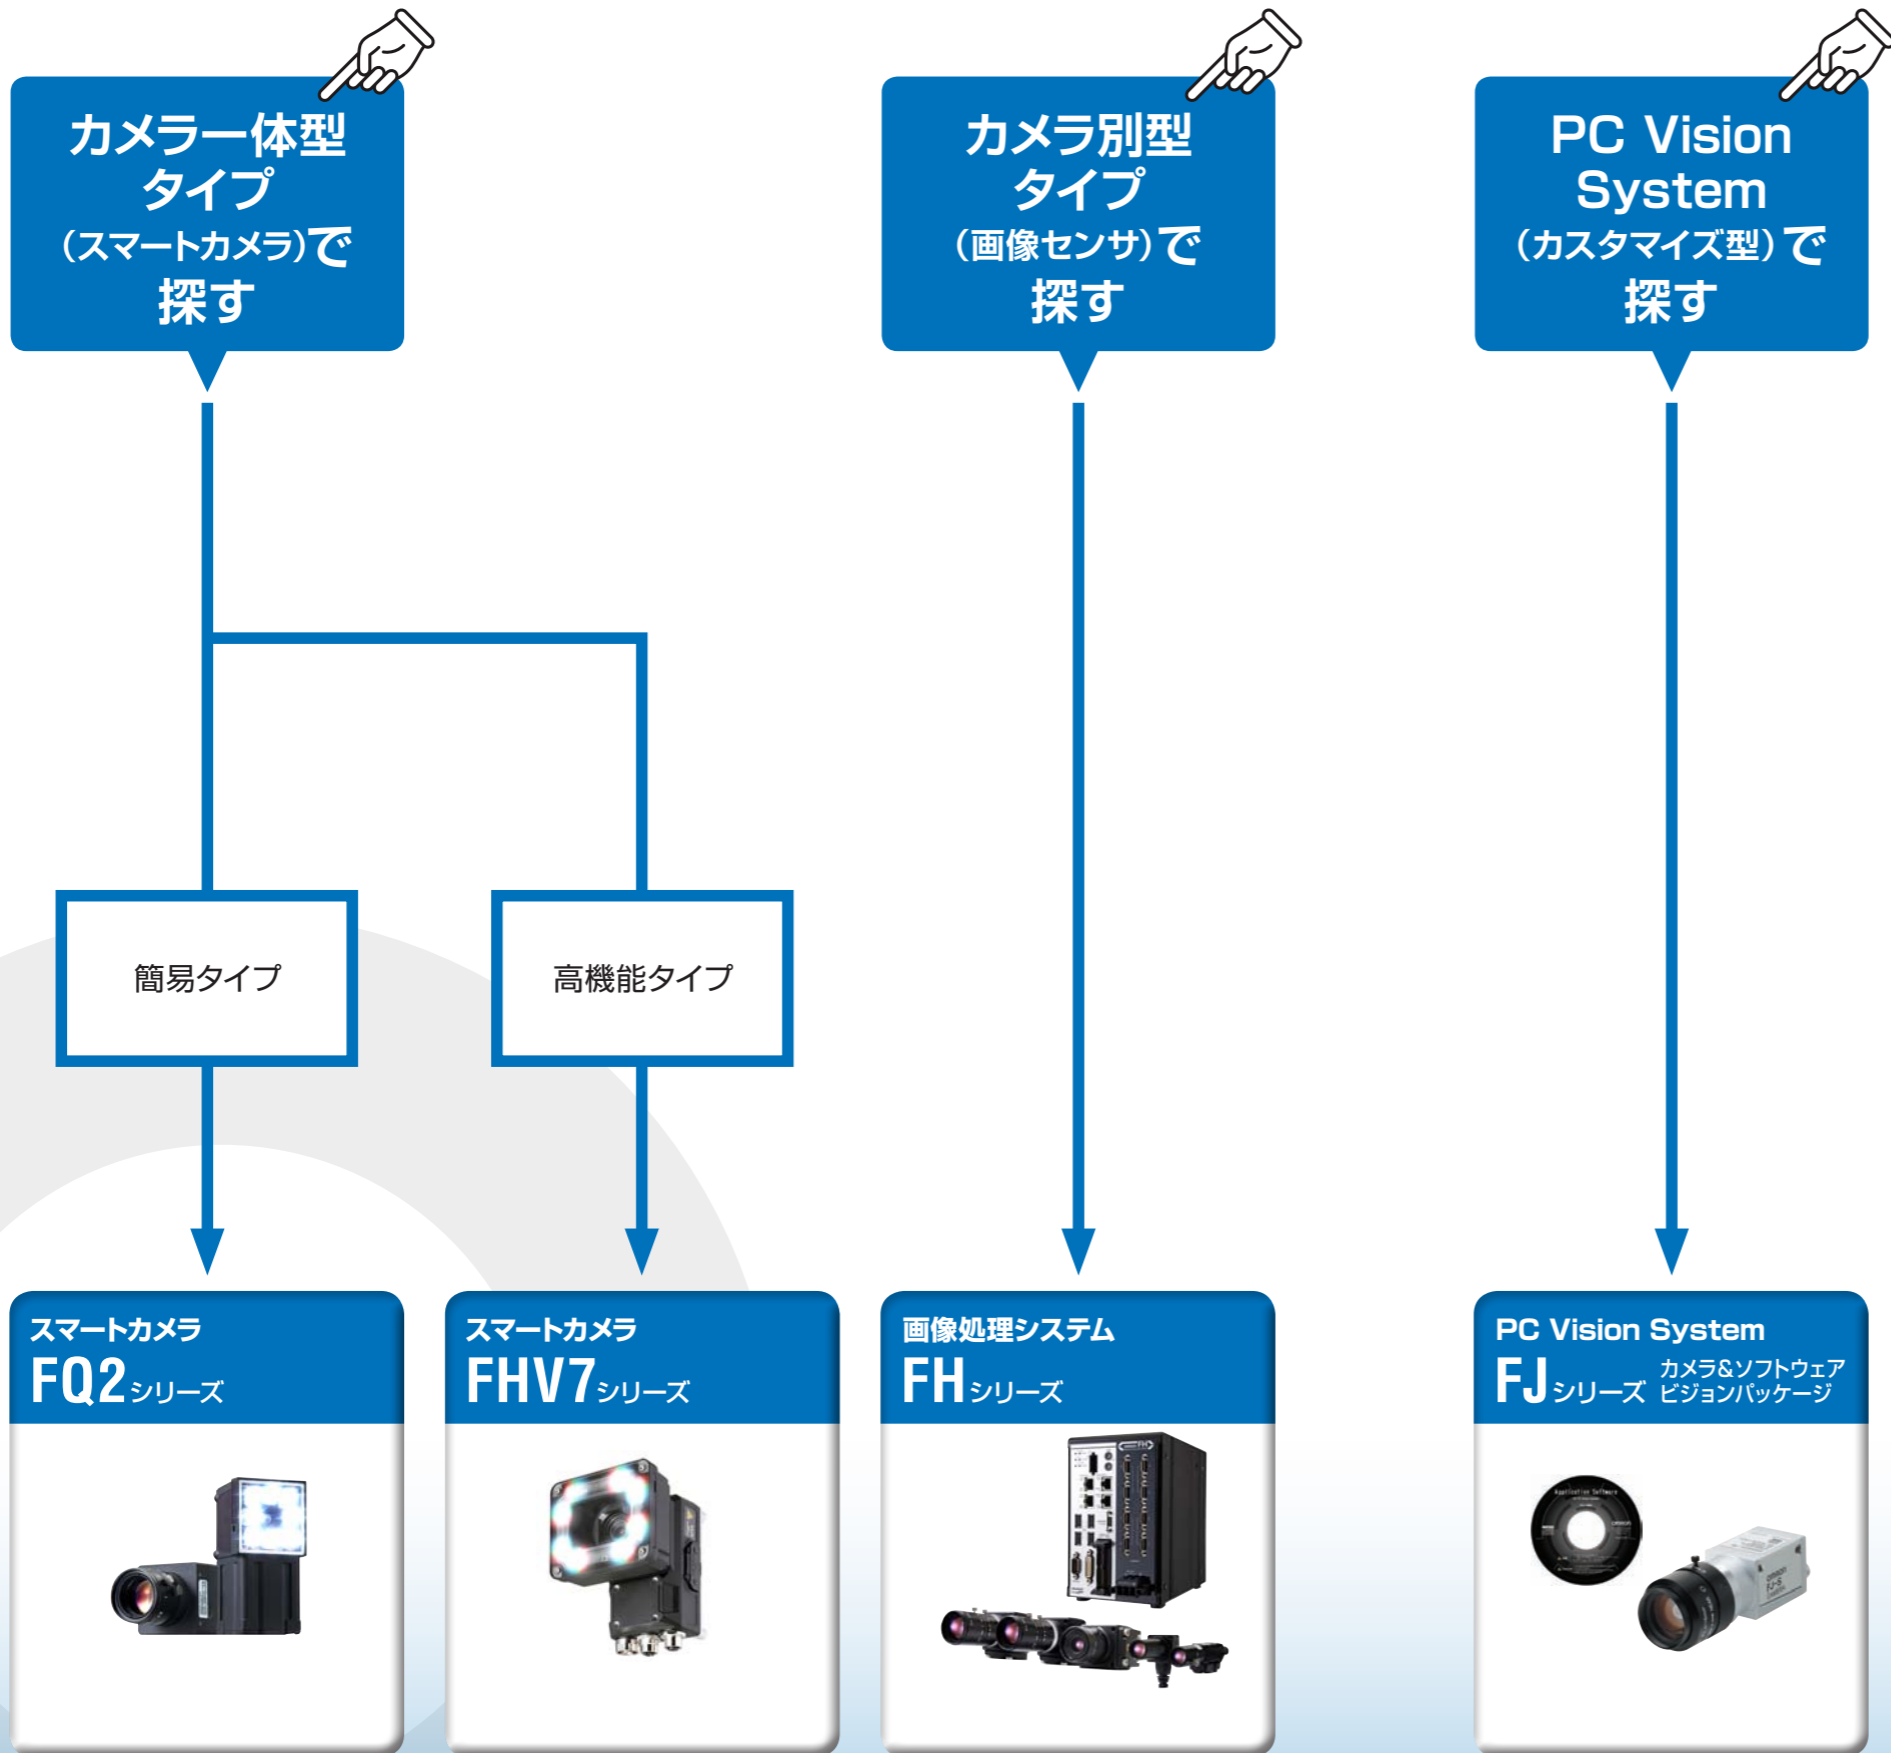 カメラ一体型
タイプ
（スマートカメラ）で
探す
カメラ別型
タイプ
（画像センサ）で
探す
PC Vision
System
（カスタマイズ型）で
探す
簡易タイプ
高機能タイプ
スマートカメラ
FQ2シリーズ
スマートカメラ
FHV7シリーズ
画像処理システム
FHシリーズ
FH
PC Vision System
FJシリーズ カメラ&ソフトウェア
ビジョンパッケージ
Application Software
OMRON
FJ-S